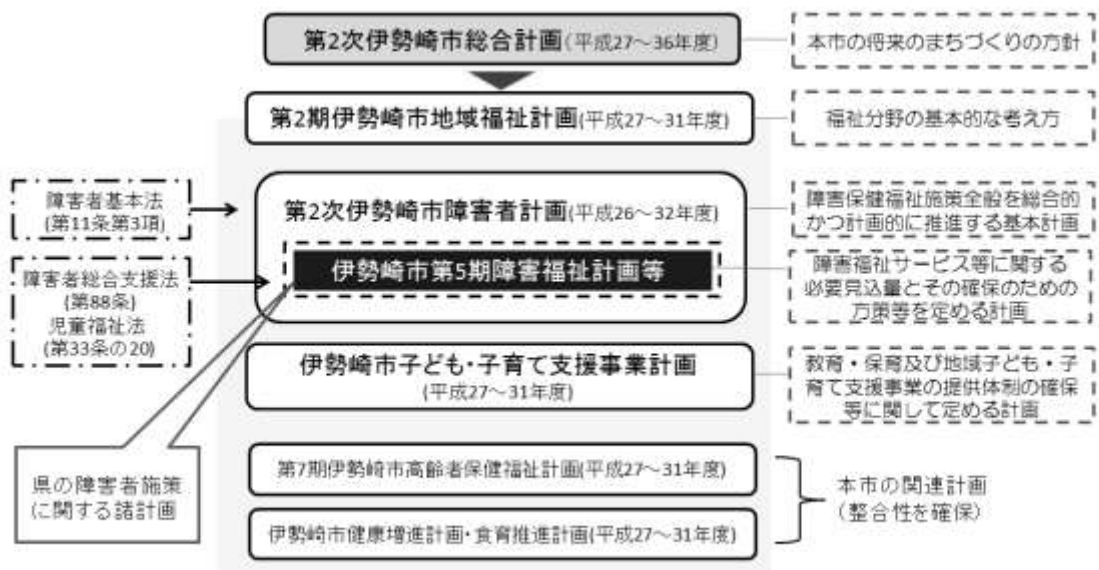 第2次伊勢崎市総合計画(平成27～36年度)
本市の将来のまちづくりの方針
第2期伊勢崎市地域福祉計画(平成27～31年度)
福祉分野の基本的な考え方
障害者基本法
(第11条第3項)
第2次伊勢崎市障害者計画(平成26～32年度)
障害保健福祉施策全般を総合的
かつ計画的に推進する基本計画
障害者総合支援法
(第88条)
児童福祉法
(第33条の20)
伊勢崎市第5期障害福祉計画等
障害福祉サービス等に関する
必要見込量とその確保のための
方策等を定める計画
伊勢崎市子ども･子育て支援事業計画
(平成27～31年度)
教育・保育及び地域子ども・子
育て支援事業の提供体制の確保
等に関して定める計画
県の障害者施策
に関する諸計画
第7期伊勢崎市高齢者保健福祉計画(平成27～31年度)
伊勢崎市健康増進計画･食育推進計画(平成27～31年度)
本市の関連計画
(整合性を確保)